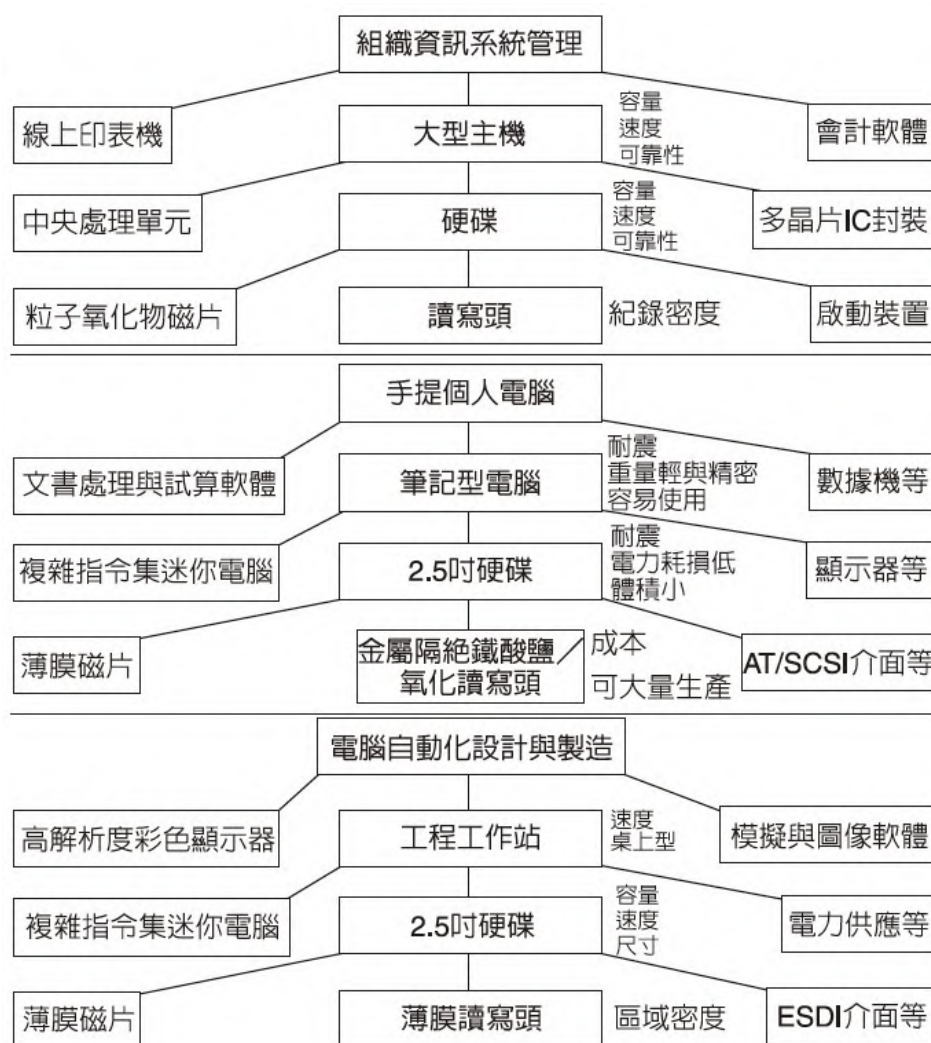 組織資訊系統管理
線上印表機
大型主機
容量
速度
可靠性
會計軟體
中央處理單元
硬碟
容量
速度
可靠性
多晶片IC封裝
粒子氧化物磁片
讀寫頭
紀錄密度
啟動裝置
手提個人電腦
文書處理與試算軟體
筆記型電腦
耐震
重量輕與精密
容易使用
數據機等
複雜指令集迷你電腦
2.5吋硬碟
耐震
電力耗損低
體積小
顯示器等
薄膜磁片
金屬隔絕鐵酸鹽／
氧化讀寫頭
成本
可大量生產
AT/SCSI介面等
電腦自動化設計與製造
高解析度彩色顯示器
工程工作站
速度
桌上型
模擬與圖像軟體
複雜指令集迷你電腦
2.5吋硬碟
容量
速度
尺寸
電力供應等
薄膜磁片
薄膜讀寫頭
區域密度
ESDI介面等